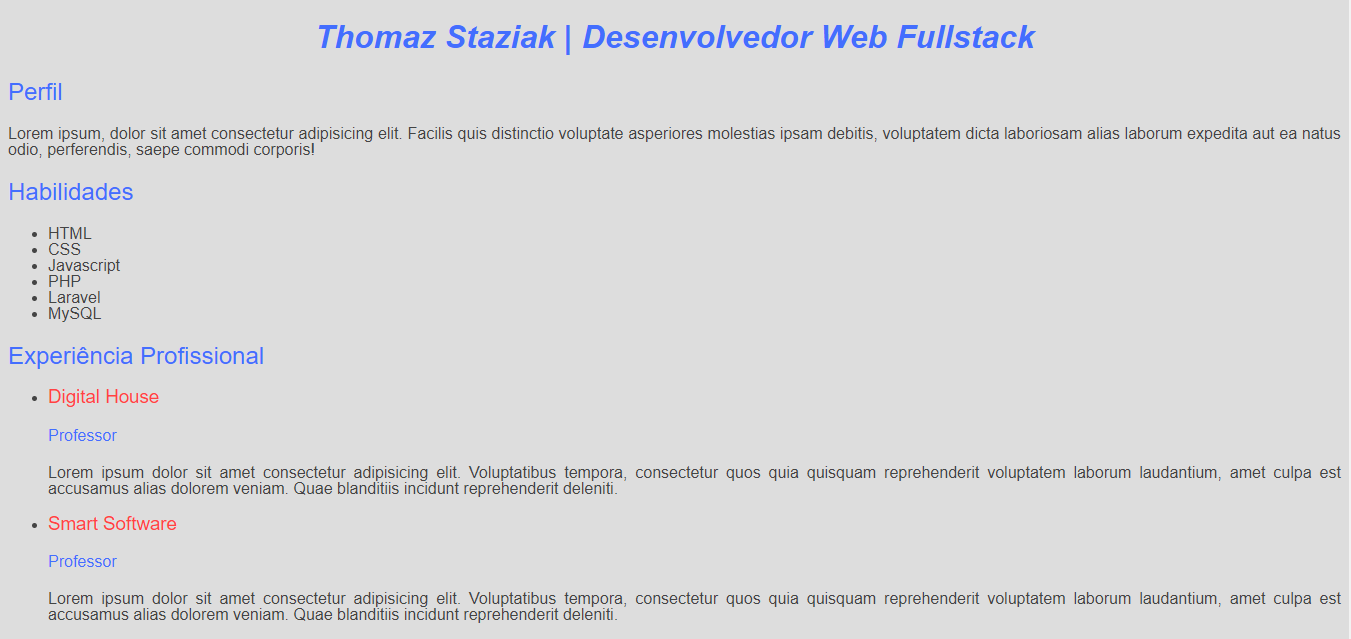 Thomaz Staziak | Desenvolvedor Web Fullstack
Perfil
Lorem ipsum, dolor sit amet consectetur adipisicing elit. Facilis quis distinctio voluptate asperiores molestias ipsam debitis, voluptatem dicta laboriosam alias laborum expedita aut ea natus
odio, perferendis, saepe commodi corporis!
Habilidades
HTML
CSS
Javascript
PHP
Laravel
MySQL
Experiência Profissional
Digital House
Professor
Lorem ipsum dolor sit amet consectetur adipisicing elit. Voluptatibus tempora, consectetur quos quia quisquam reprehenderit voluptatem laborum laudantium, amet culpa est
accusamus alias dolorem veniam. Quae blanditiis incidunt reprehenderit deleniti.
Smart Software
Professor
Lorem ipsum dolor sit amet consectetur adipisicing elit. Voluptatibus tempora, consectetur quos quia quisquam reprehenderit voluptatem laborum laudantium, amet culpa est
accusamus alias dolorem veniam. Quae blanditiis incidunt reprehenderit deleniti.